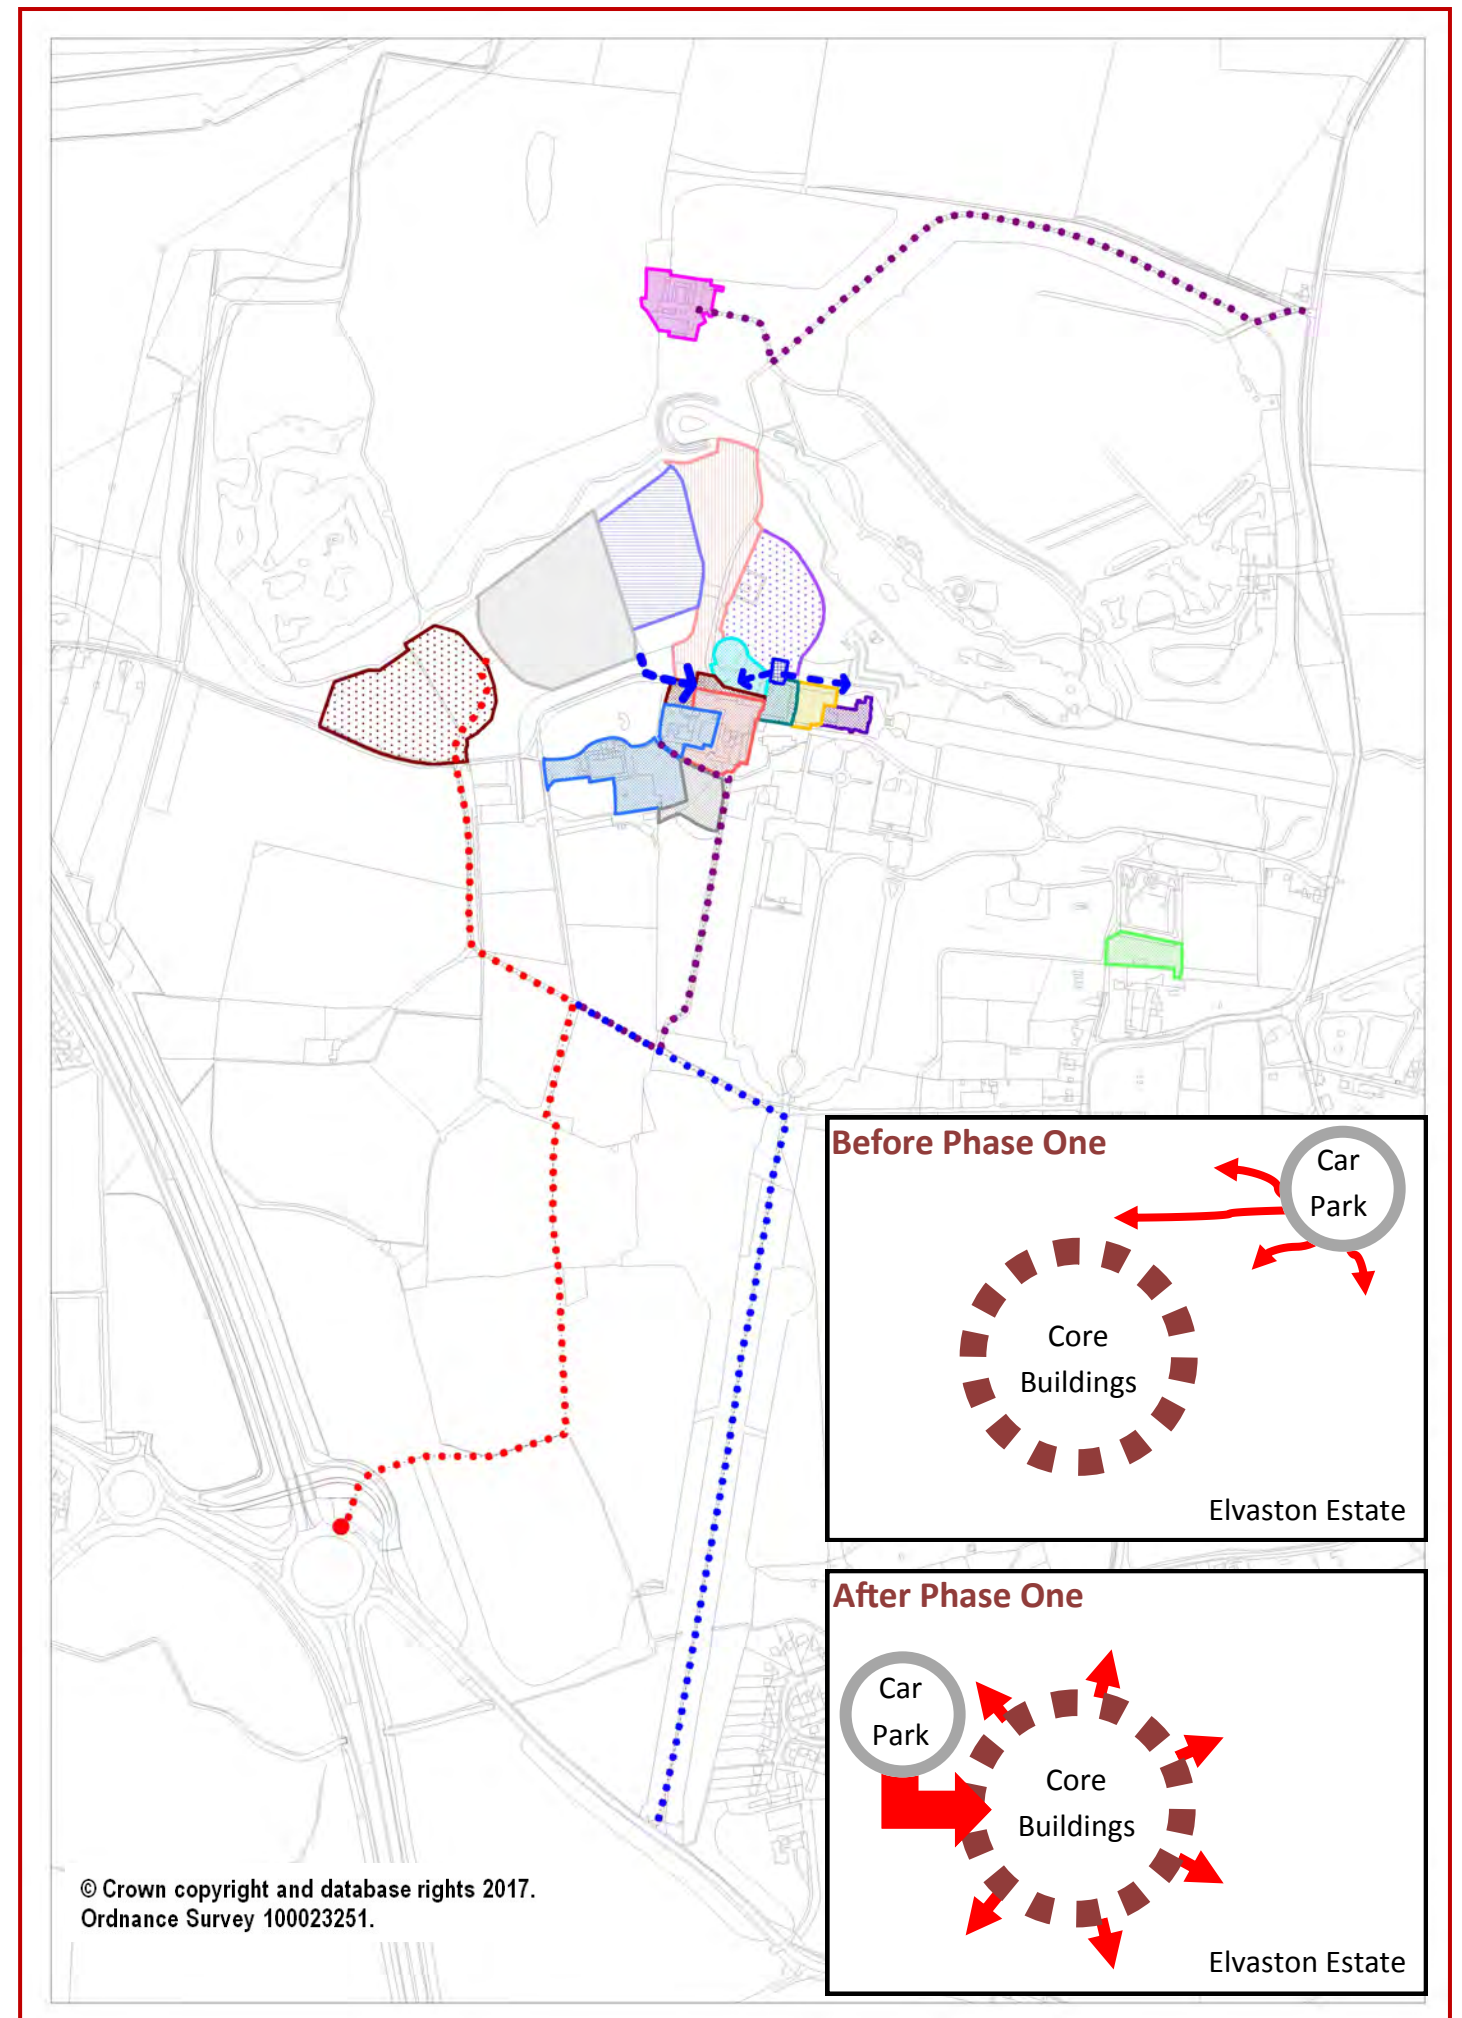 Before Phase One
Car
Park
Core
Buildings
Elvaston Estate
After Phase One
Car
Park
Core
Buildings
Elvaston Estate
© Crown copyright and database rights 2017.
Ordnance Survey 100023251.